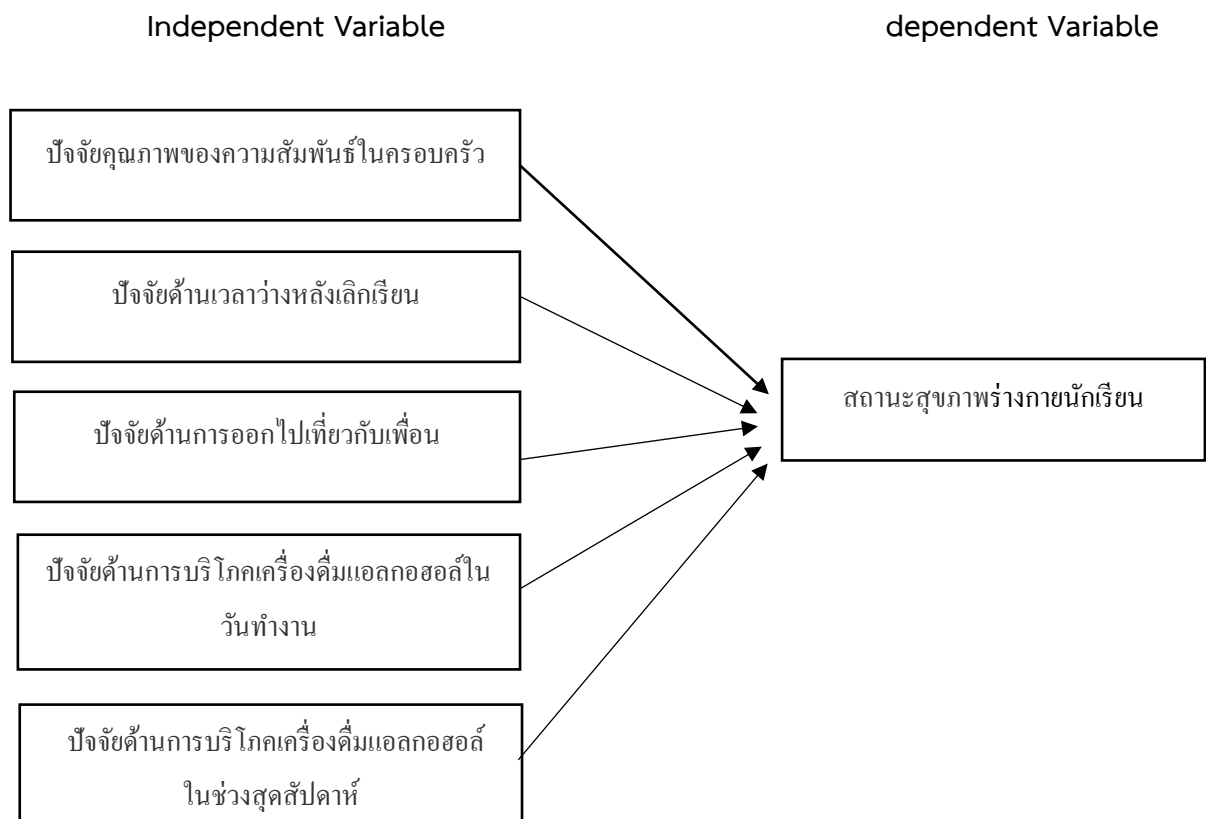 Independent Variable
dependent Variable
ปัจจัยคุณภาพของความสัมพันธ์ในครอบครัว
ปัจจัยด้านเวลาว่างหลังเลิกเรียน
ปัจจัยด้านการออกไปเที่ยวกับเพื่อน
ปัจจัยด้านการบริโภคเครื่องดื่มแอลกอฮอล์ใน
วันทำงาน
ปัจจัยด้านการบริโภคเครื่องดื่มแอลกอฮอล์
ในช่วงสุดสัปดาห์
สถานะสุขภาพร่างกายนักเรียน